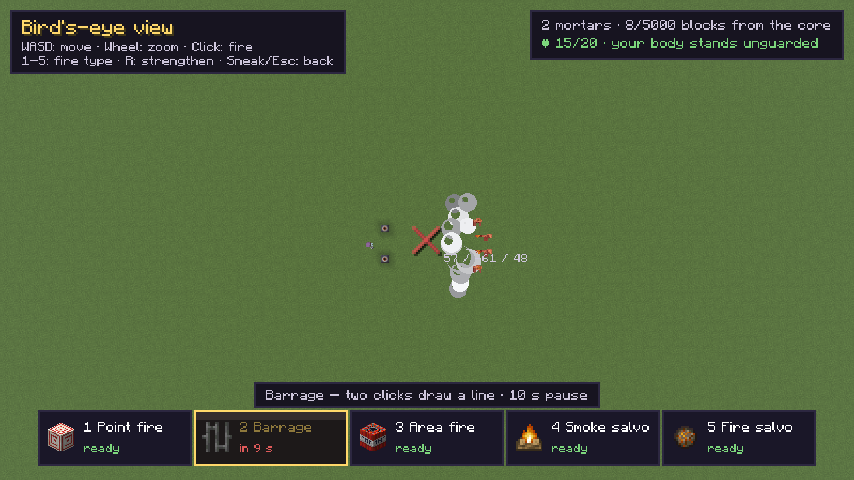 Bird's-eye view
WASD: move · Wheel: zoom · Click: fire
1-5: fire type · R: strengthen · Sneak/Esc: back
2 mortars · 8/5000 blocks from the core
15/20 · your body stands unguarded
61 / 48
Barrage — two clicks draw a line · 10 s pause
1 Point fire
ready
2 Barrage
in 9 s
3 Area fire
ready
4 Smoke salvo
ready
5 Fire salvo
ready